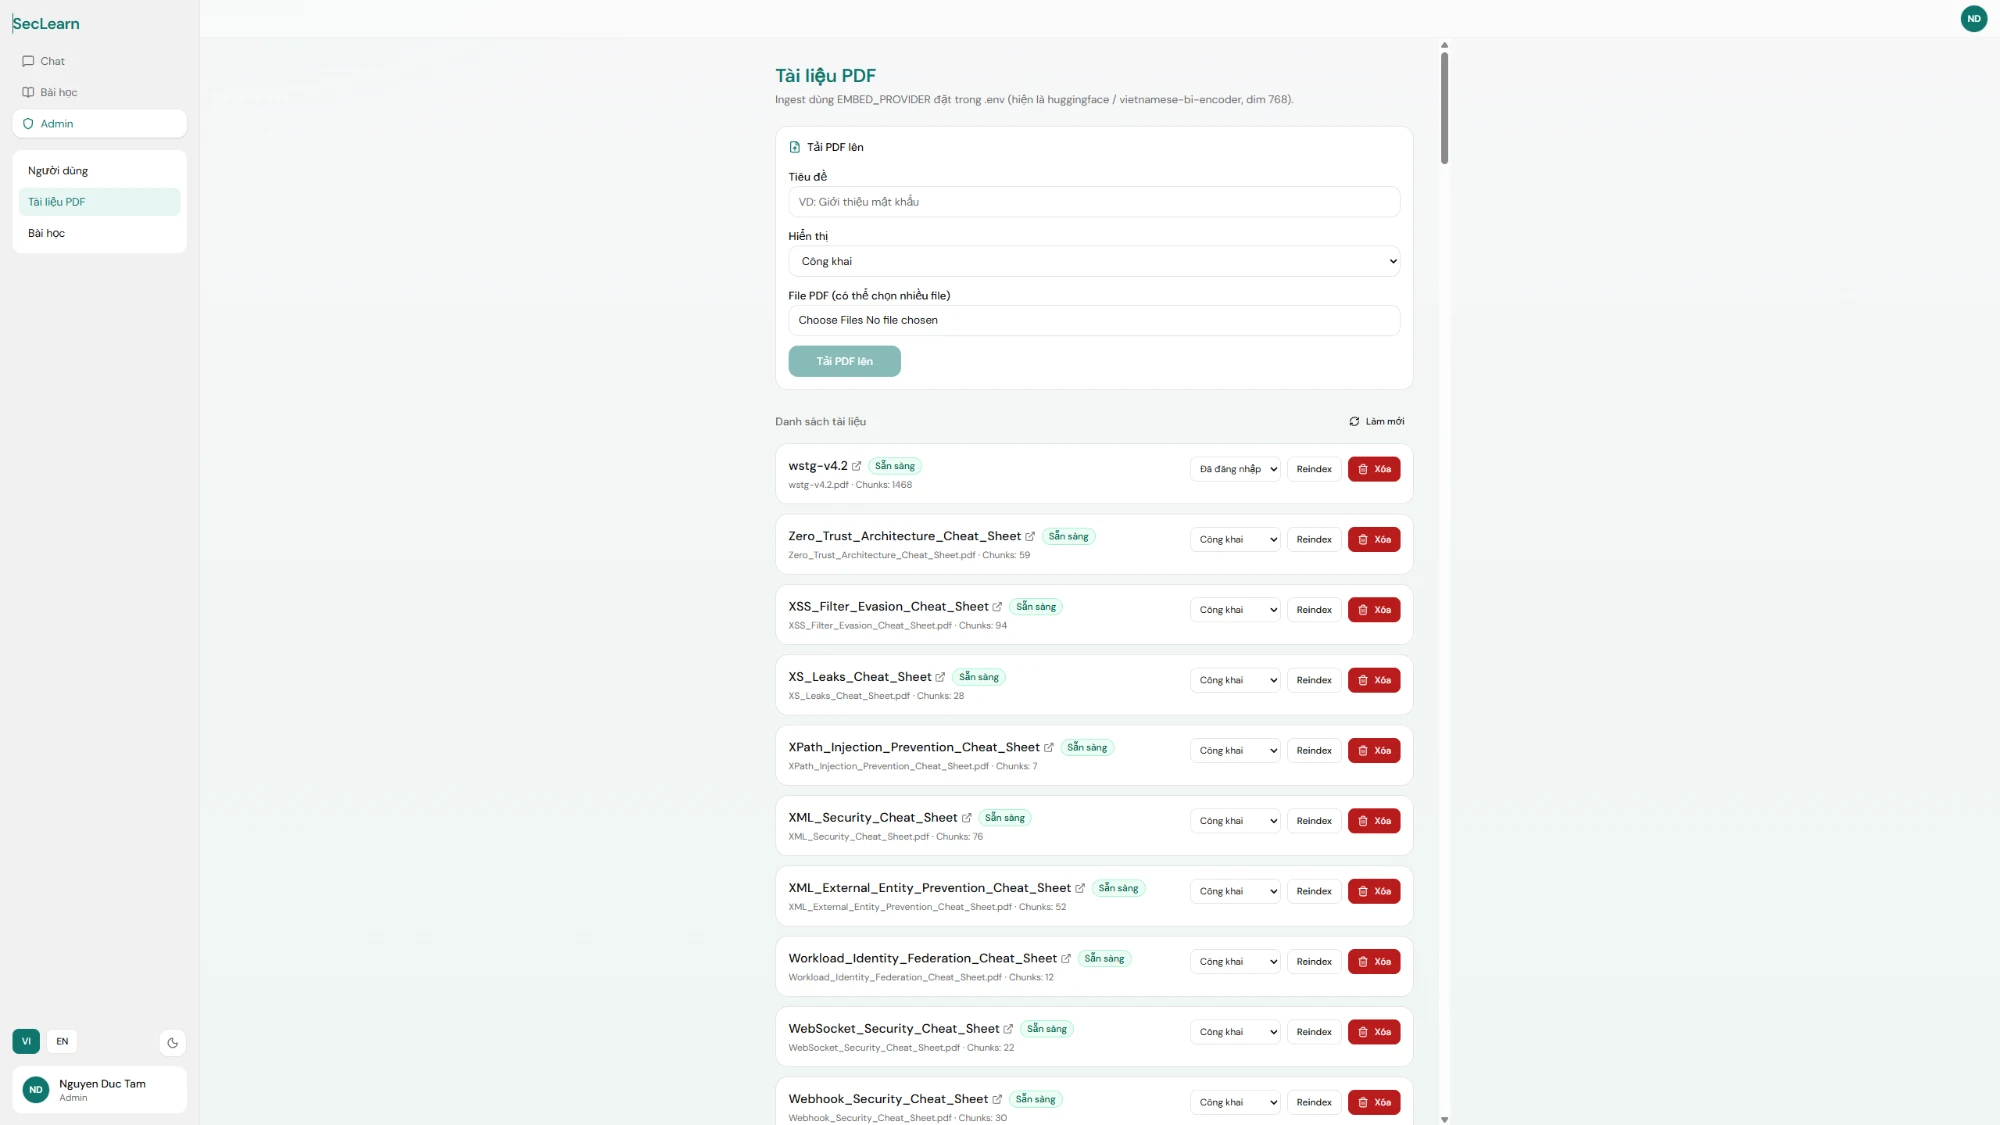 SecLearn
ND
Chat
Bài học
Admin
Người dùng
Tài liệu PDF
Bài học
Tài liệu PDF
Ingest dùng EMBED_PROVIDER đặt trong .env (hiện là huggingface / vietnamese-bi-encoder, dim 768).
Tải PDF lên
Tiêu đề
VD: Giới thiệu mật khẩu
Hiển thị
Công khai
File PDF (có thể chọn nhiều file)
Choose Files No file chosen
Tải PDF lên
Danh sách tài liệu
Làm mới
wstg-v4.2 Sẵn sàng Đã đăng nhập Reindex Xóa
wstg-v4.2.pdf · Chunks: 1468
Zero_Trust_Architecture_Cheat_Sheet Sẵn sàng Công khai Reindex Xóa
Zero_Trust_Architecture_Cheat_Sheet.pdf · Chunks: 59
XSS_Filter_Evasion_Cheat_Sheet Sẵn sàng Công khai Reindex Xóa
XSS_Filter_Evasion_Cheat_Sheet.pdf · Chunks: 94
XS_Leaks_Cheat_Sheet Sẵn sàng Công khai Reindex Xóa
XS_Leaks_Cheat_Sheet.pdf · Chunks: 28
XPath_Injection_Prevention_Cheat_Sheet Sẵn sàng Công khai Reindex Xóa
XPath_Injection_Prevention_Cheat_Sheet.pdf · Chunks: 7
XML_Security_Cheat_Sheet Sẵn sàng Công khai Reindex Xóa
XML_Security_Cheat_Sheet.pdf · Chunks: 76
XML_External_Entity_Prevention_Cheat_Sheet Sẵn sàng Công khai Reindex Xóa
XML_External_Entity_Prevention_Cheat_Sheet.pdf · Chunks: 52
Workload_Identity_Federation_Cheat_Sheet Sẵn sàng Công khai Reindex Xóa
Workload_Identity_Federation_Cheat_Sheet.pdf · Chunks: 12
WebSocket_Security_Cheat_Sheet Sẵn sàng Công khai Reindex Xóa
WebSocket_Security_Cheat_Sheet.pdf · Chunks: 22
Webhook_Security_Cheat_Sheet Sẵn sàng Công khai Reindex Xóa
Webhook_Security_Cheat_Sheet.pdf · Chunks: 30
VI EN
ND Nguyen Duc Tam
Admin